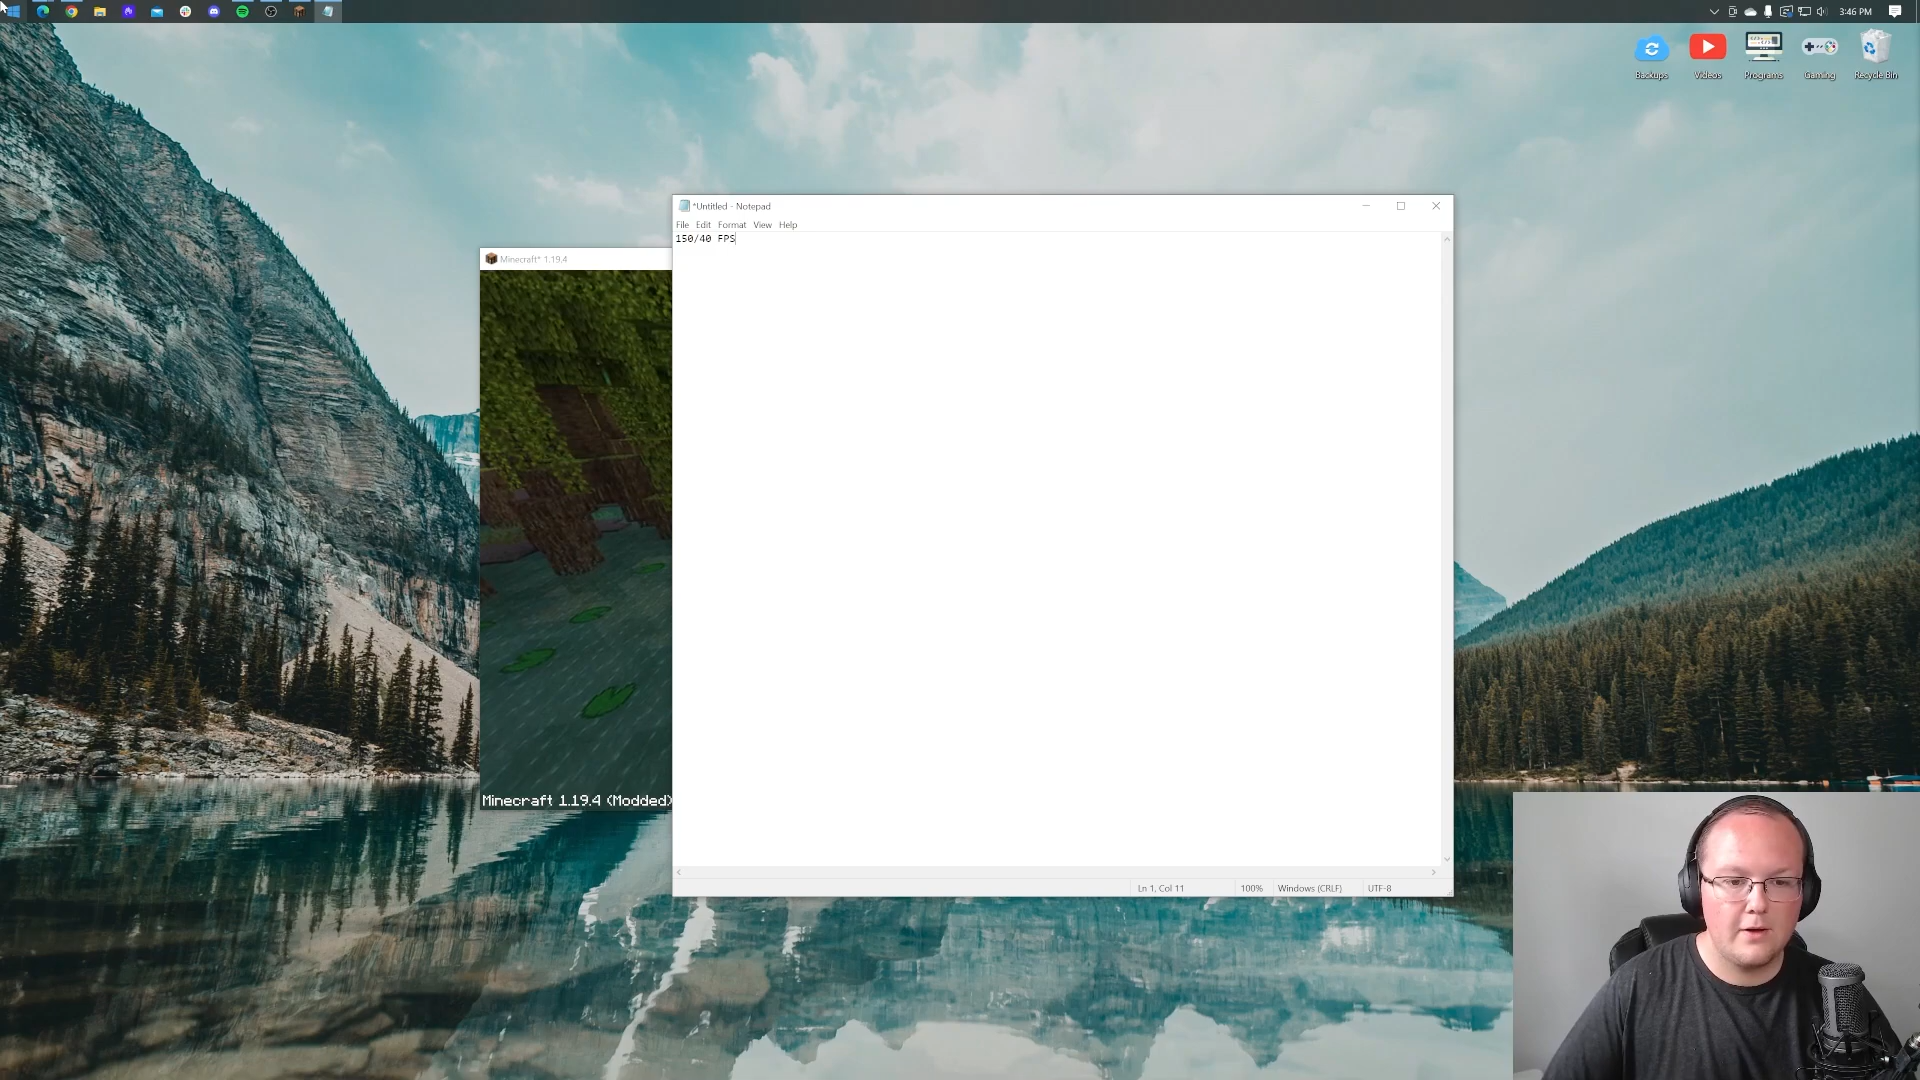 3:46 PM
Backups
Videos
Programs
Gaming
Recycle Bin
*Untitled - Notepad
File Edit Format View Help
150/40 FPS
Minecraft* 1.19.4
Minecraft 1.19.4 (Modded)
Ln 1, Col 11
100%
Windows (CRLF)
UTF-8